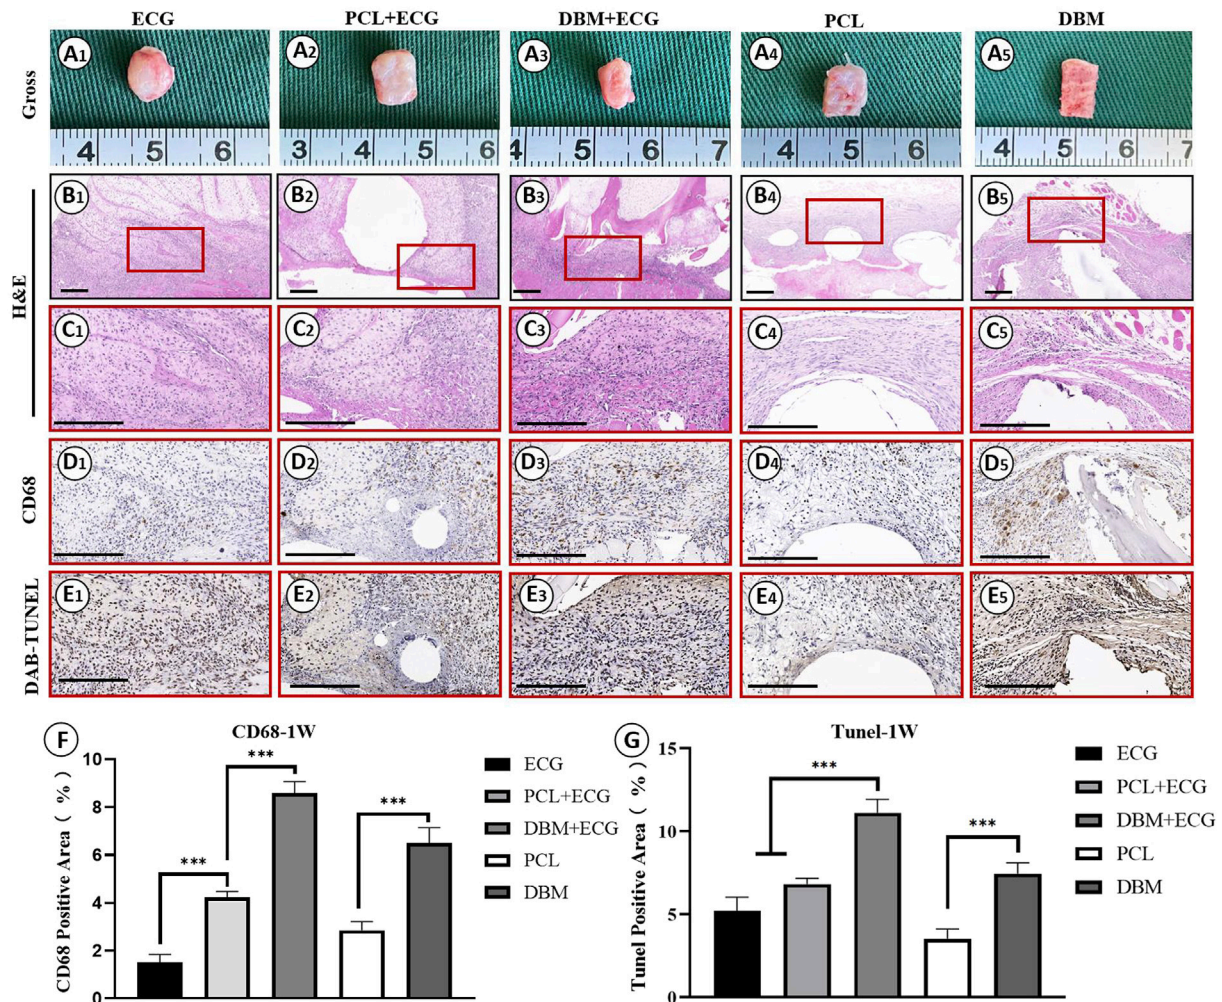 ECG PCL+ECG DBM+ECG PCL DBM
Gross
A1 A2 A3 A4 A5
4 5 6 3 4 5 6 4 5 6 7 4 5 6 5 6 7
H&E
B1 B2 B3 B4 B5
C1 C2 C3 C4 C5
CD68
D1 D2 D3 D4 D5
DAB-TUNEL
E1 E2 E3 E4 E5
F
CD68-1W
CD68 Positive Area（ %）
10
8
6
4
2
0
***
***
***
ECG
PCL+ECG
DBM+ECG
PCL
DBM
G
Tunel-1W
Tunel Positive Area（ %）
15
10
5
0
***
***
ECG
PCL+ECG
DBM+ECG
PCL
DBM